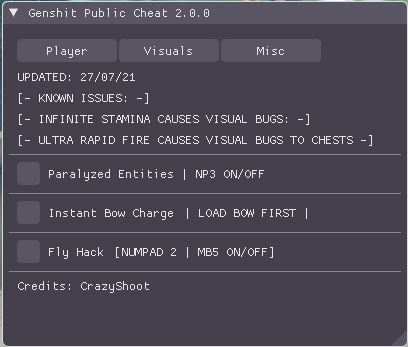 Genshit Public Cheat 2.0.0
Player Visuals Misc
UPDATED: 27/07/21
[- KNOWN ISSUES: -]
[- INFINITE STAMINA CAUSES VISUAL BUGS: -]
[- ULTRA RAPID FIRE CAUSES VISUAL BUGS TO CHESTS -]
Paralyzed Entities | NP3 ON/OFF
Instant Bow Charge | LOAD BOW FIRST |
Fly Hack [NUMPAD 2 | MB5 ON/OFF]
Credits: CrazyShoot